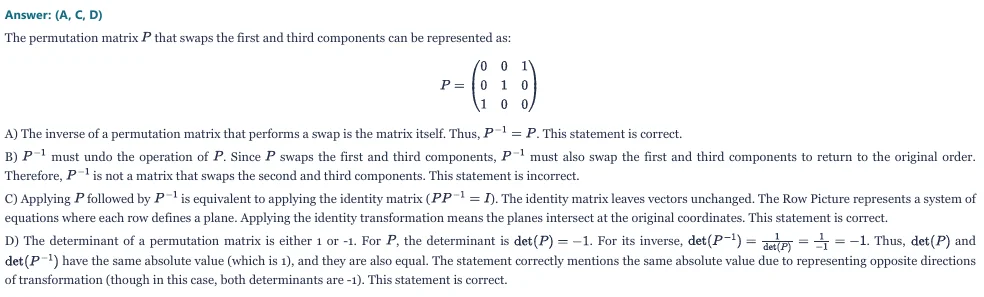 Answer: (A, C, D)
The permutation matrix P that swaps the first and third components can be represented as:
P = (0 0 1
0 1 0
1 0 0)
A) The inverse of a permutation matrix that performs a swap is the matrix itself. Thus, P⁻¹ = P. This statement is correct.
B) P⁻¹ must undo the operation of P. Since P swaps the first and third components, P⁻¹ must also swap the first and third components to return to the original order.
Therefore, P⁻¹ is not a matrix that swaps the second and third components. This statement is incorrect.
C) Applying P followed by P⁻¹ is equivalent to applying the identity matrix (PP⁻¹ = I). The identity matrix leaves vectors unchanged. The Row Picture represents a system of
equations where each row defines a plane. Applying the identity transformation means the planes intersect at the original coordinates. This statement is correct.
D) The determinant of a permutation matrix is either 1 or -1. For P, the determinant is det(P) = −1. For its inverse, det(P⁻¹) = 1/det(P) = 1/−1 = −1. Thus, det(P) and
det(P⁻¹) have the same absolute value (which is 1), and they are also equal. The statement correctly mentions the same absolute value due to representing opposite directions
of transformation (though in this case, both determinants are -1). This statement is correct.